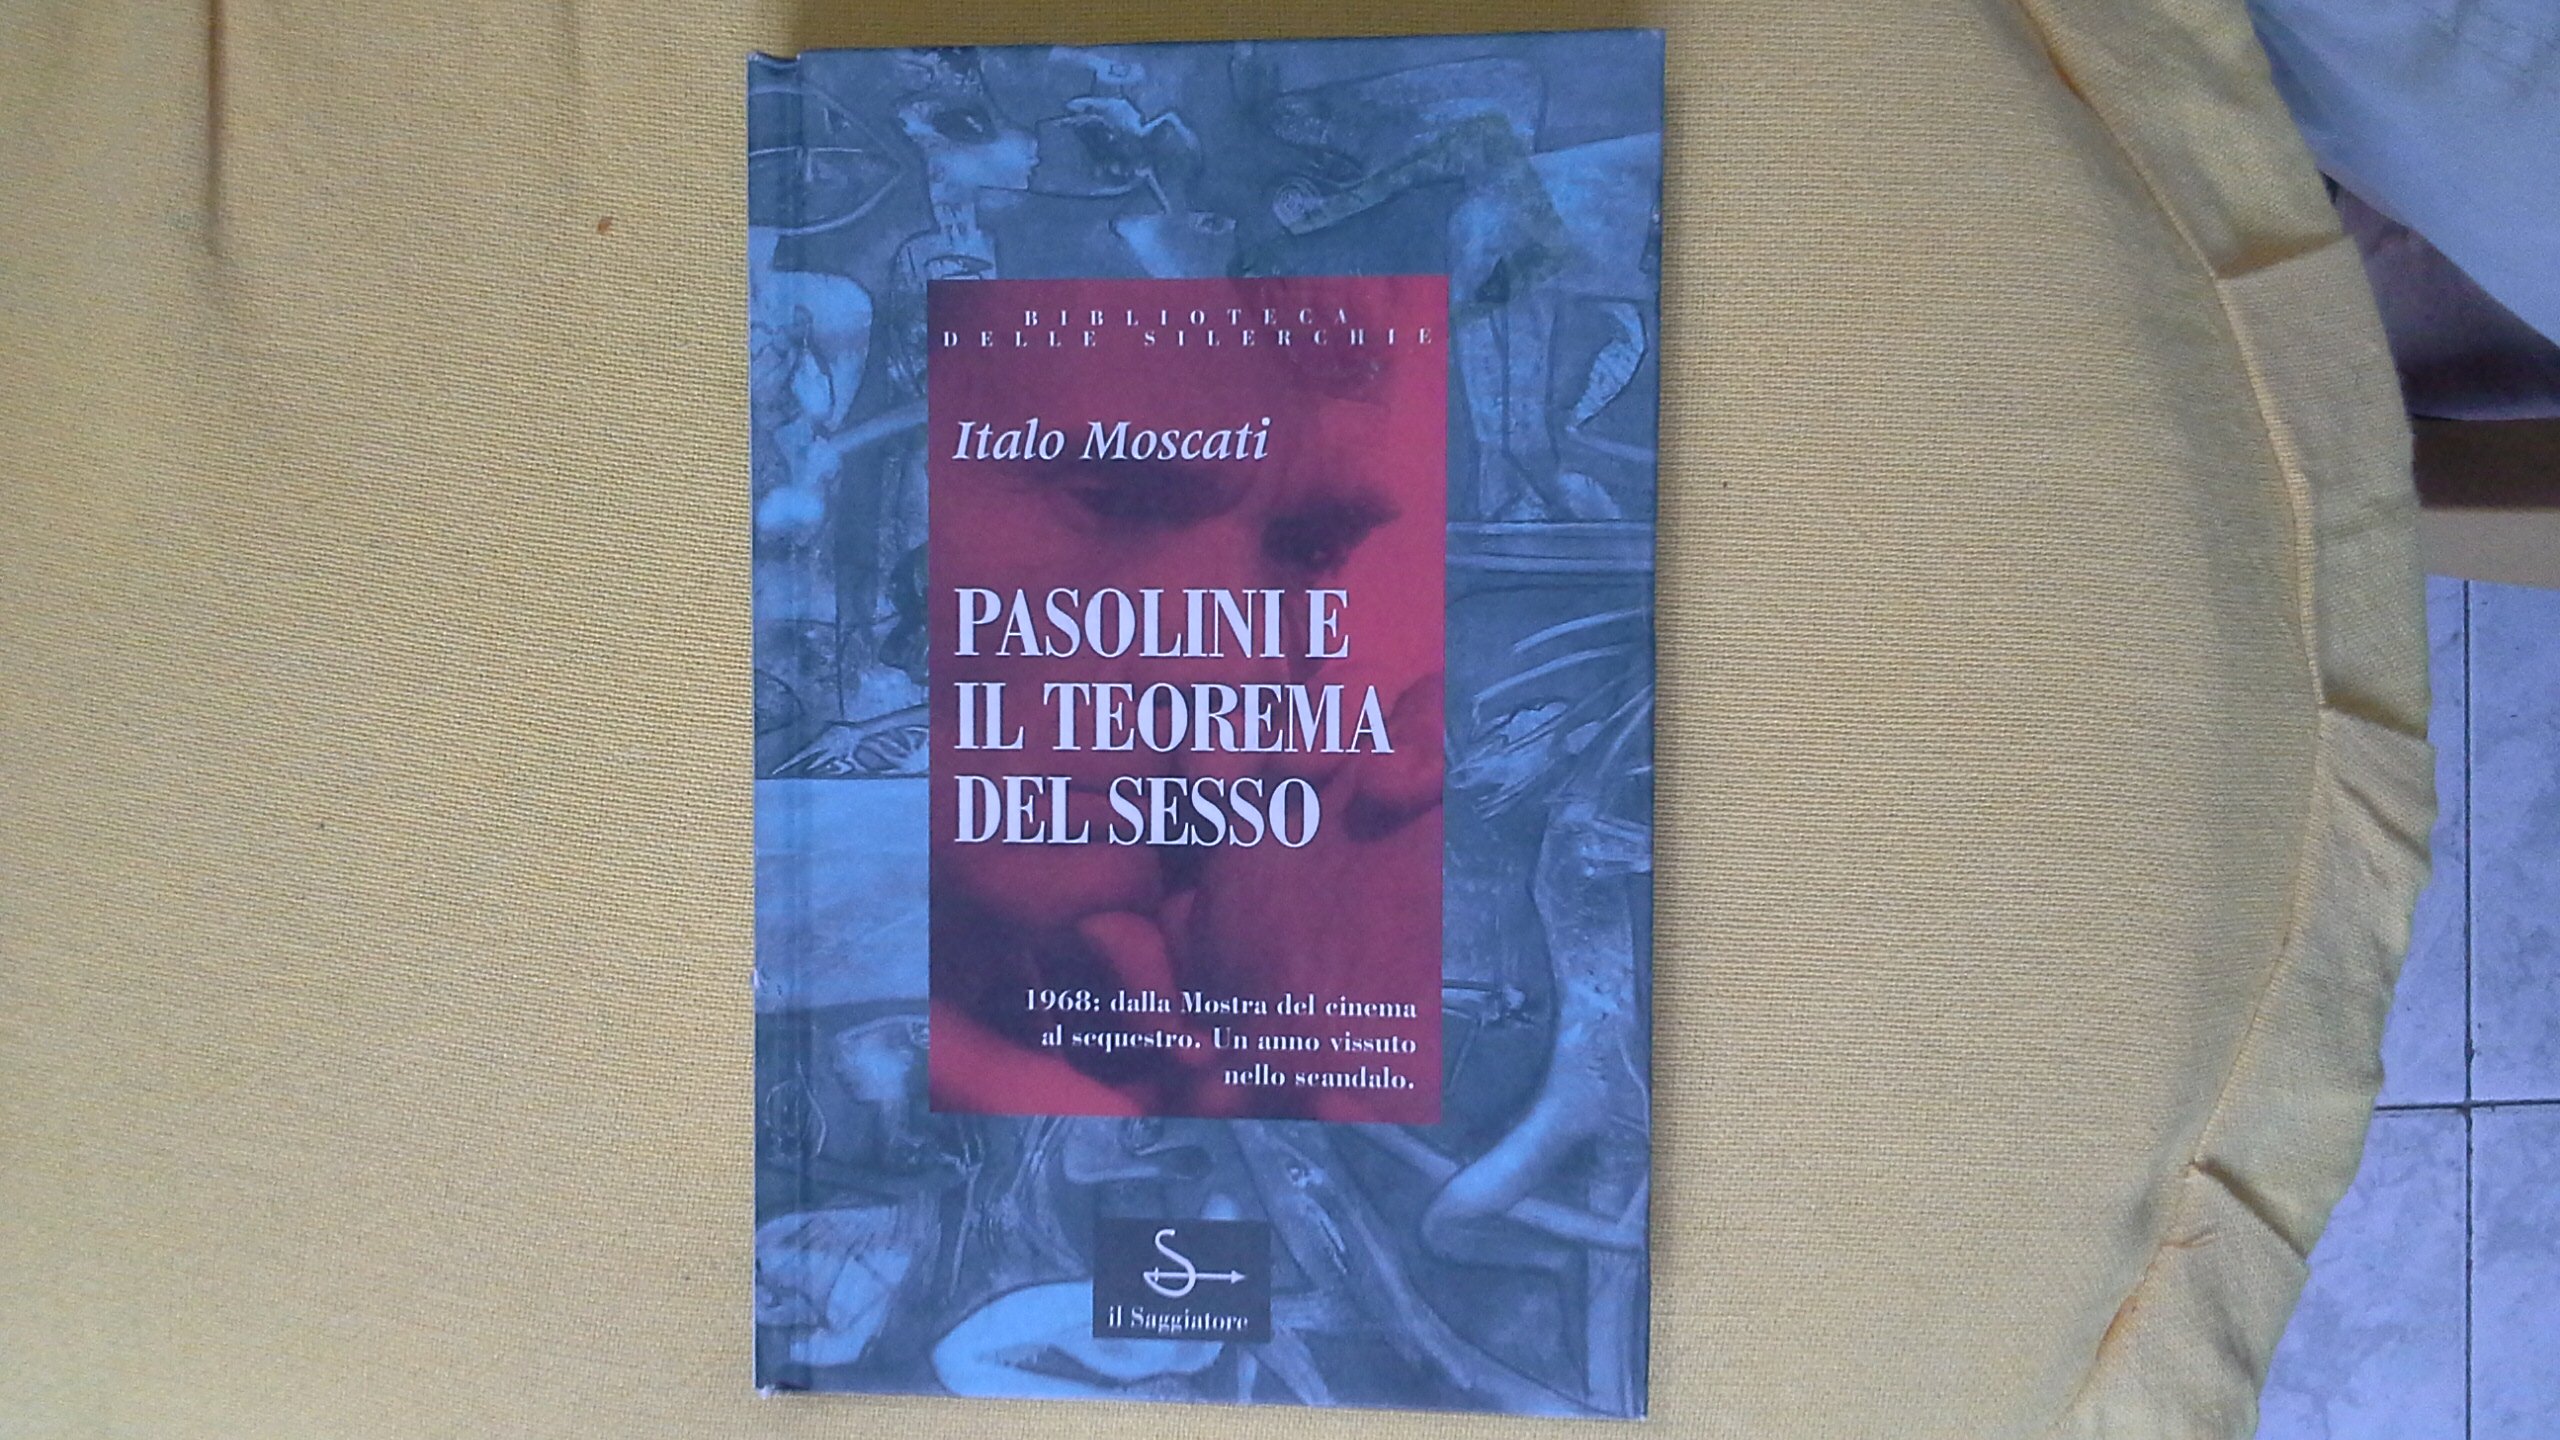 BIBLIOTECA
DELLE SILERCHIE
Italo Moscati
PASOLINI E
IL TEOREMA
DEL SESSO
1968: dalla Mostra del cinema
al sequestro. Un anno vissuto
nello scandalo.
il Saggiatore